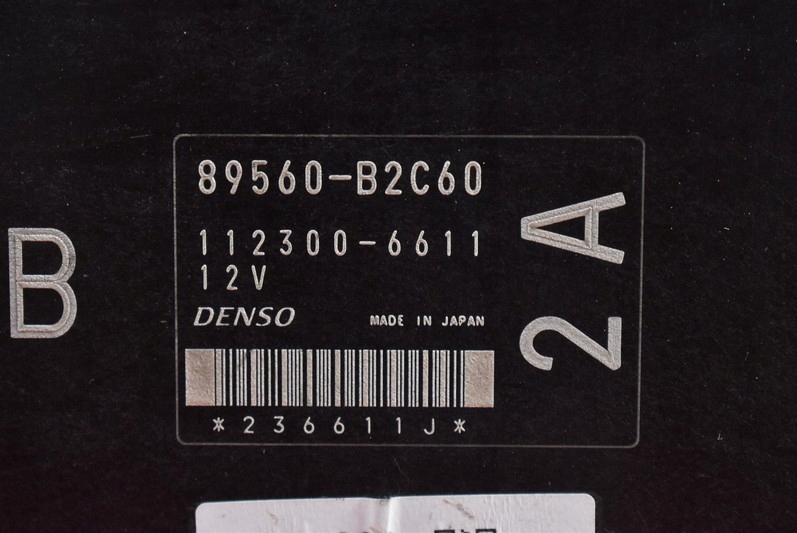 89560-B2C60
112300-6611
12V
DENSO MADE IN JAPAN
*236611J*
2A
B